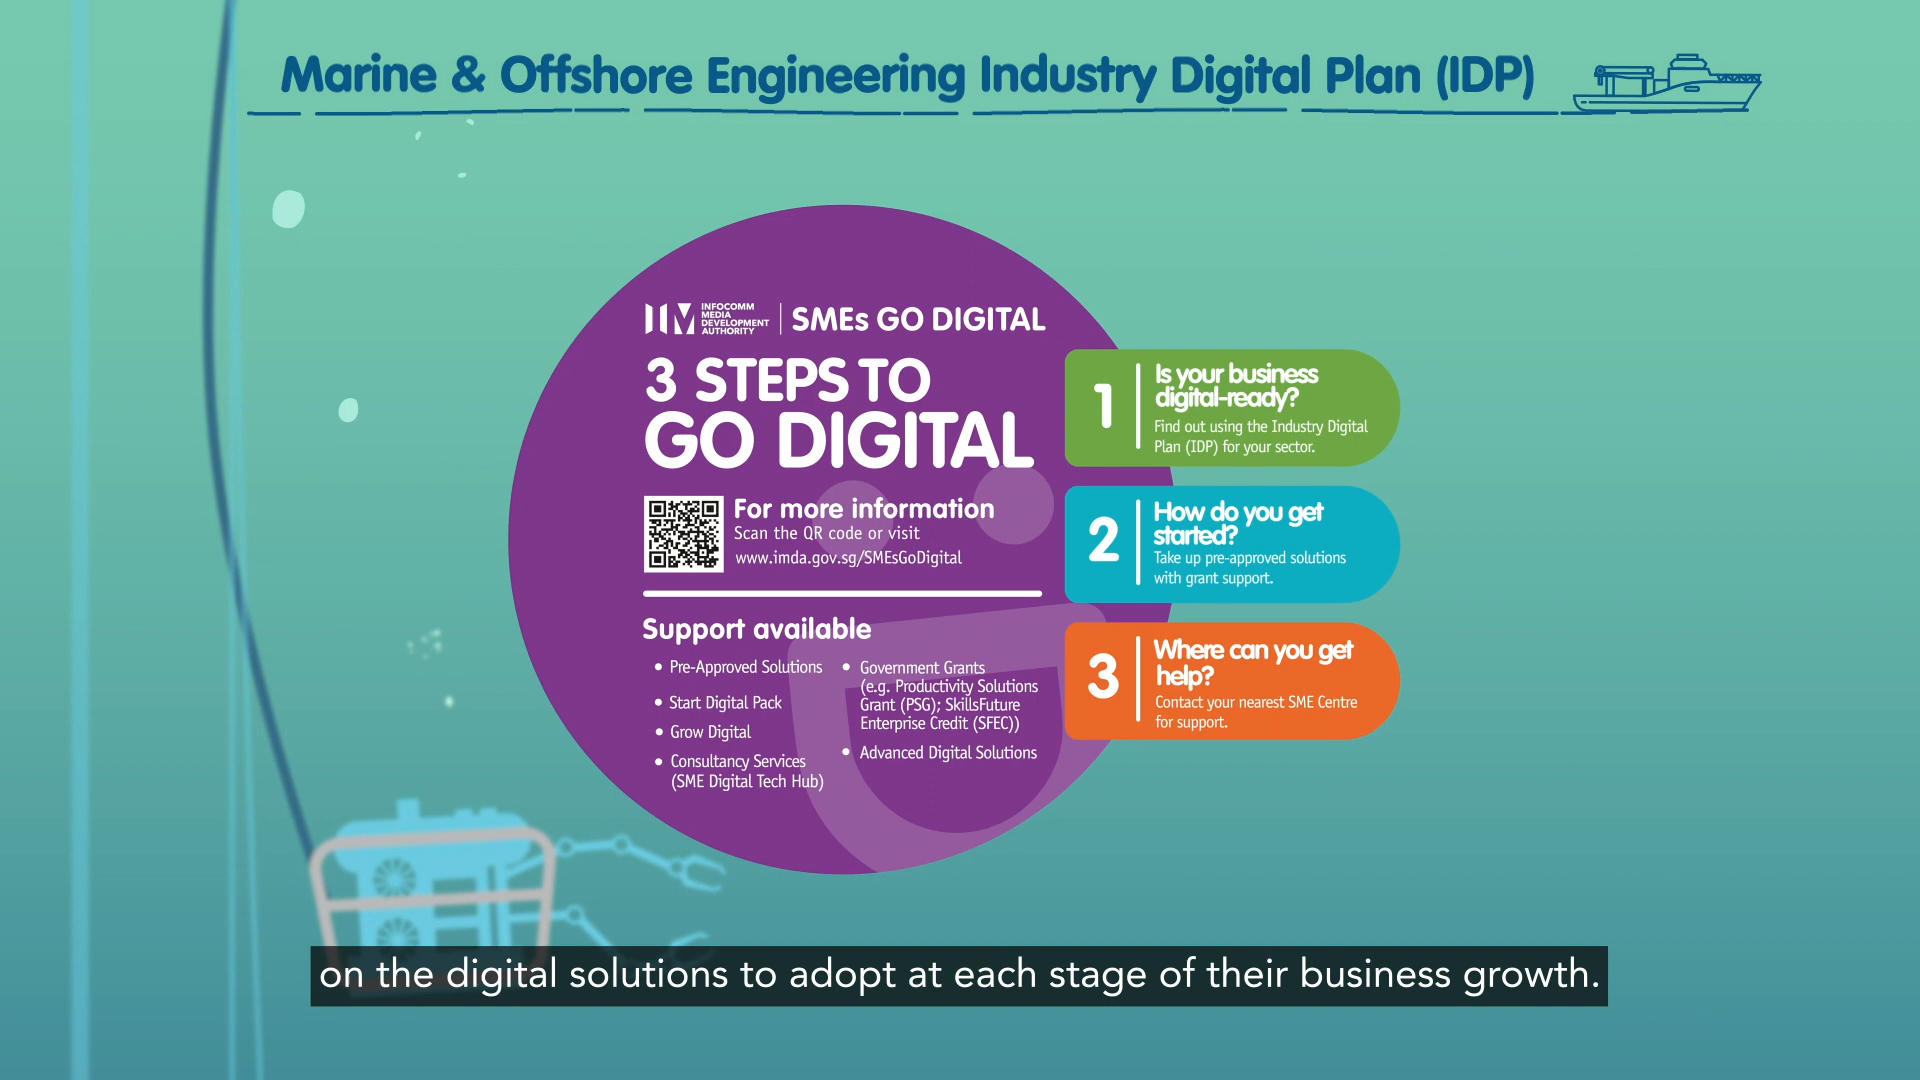 Marine & Offshore Engineering Industry Digital Plan (IDP)
INFOCOMM
MEDIA
DEVELOPMENT
AUTHORITY
SMEs GO DIGITAL
3 STEPS TO
GO DIGITAL
For more information
Scan the QR code or visit
www.imda.gov.sg/SMEsGoDigital
Support available
• Pre-Approved Solutions
• Start Digital Pack
• Grow Digital
• Consultancy Services
(SME Digital Tech Hub)
• Government Grants
(e.g. Productivity Solutions
Grant (PSG); SkillsFuture
Enterprise Credit (SFEC))
• Advanced Digital Solutions
1
Is your business
digital-ready?
Find out using the Industry Digital
Plan (IDP) for your sector.
2
How do you get
started?
Take up pre-approved solutions
with grant support.
3
Where can you get
help?
Contact your nearest SME Centre
for support.
on the digital solutions to adopt at each stage of their business growth.